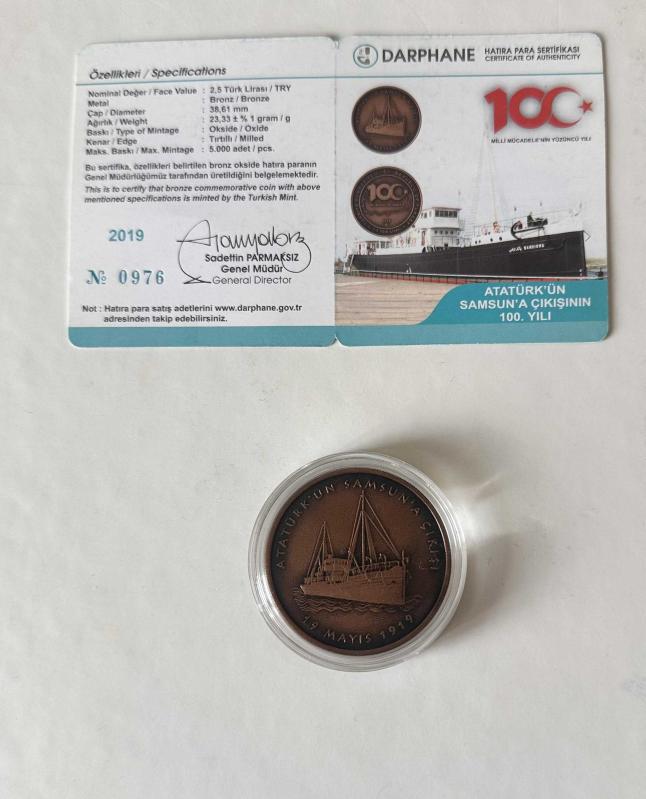 Özellikleri / Specifications
Nominal Değer / Face Value : 2,5 Türk Lirası / TRY
Metal : Bronz / Bronze
Çap / Diameter : 38,61 mm
Ağırlık / Weight : 23,33 ± % 1 gram / g
Baskı / Type of Mintage : Okside / Oxide
Kenar / Edge : Tırtıllı / Milled
Maks. Baskı / Max. Mintage : 5.000 adet / pcs.
Bu sertifika, özellikleri belirtilen bronz okside hatıra paranın
Genel Müdürlüğümüz tarafından üretildiğini belgelemektedir.
This is to certify that bronze commemorative coin with above
mentioned specifications is minted by the Turkish Mint.
2019
№ 0976
Sadettin PARMAKSIZ
Genel Müdür
General Director
Not : Hatıra para satış adetlerini www.darphane.gov.tr
adresinden takip edebilirsiniz.
DARPHANE
HATIRA PARA SERTİFİKASI
CERTIFICATE OF AUTHENTICITY
100
MİLLİ MÜCADELE'NİN YÜZÜNCÜ YILI
100
BANDIRMA
ATATÜRK'ÜN
SAMSUN'A ÇIKIŞININ
100. YILI
ATATÜRK'ÜN SAMSUN'A ÇIKIŞI
19 MAYIS 1919